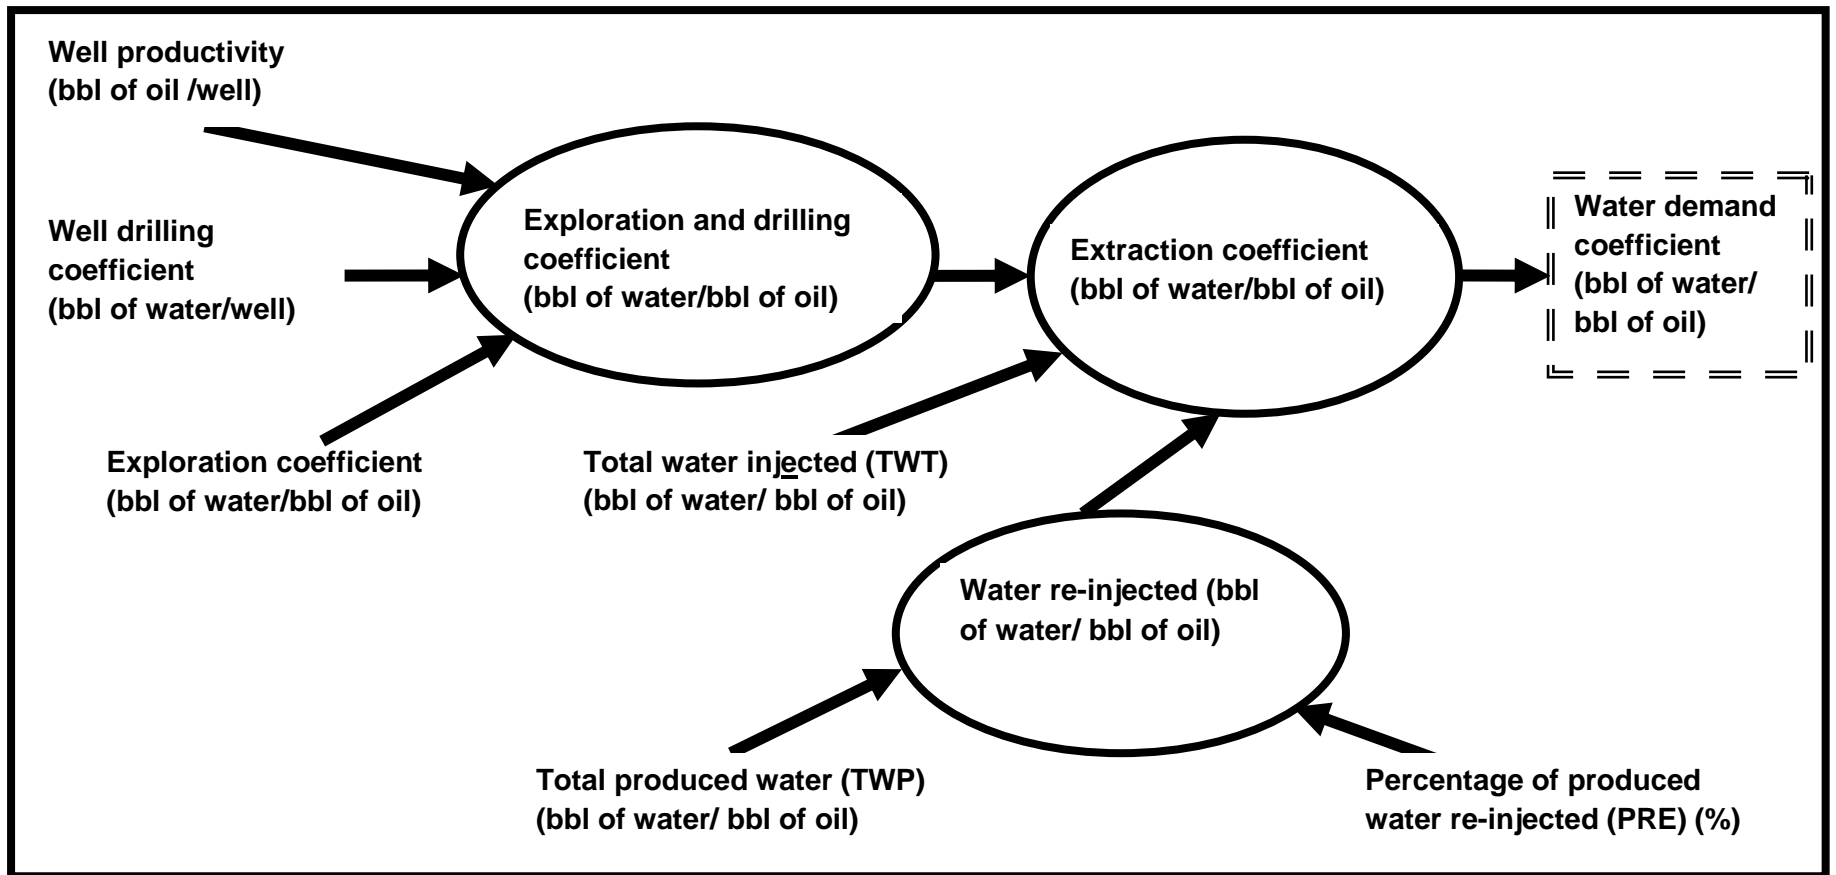 Well productivity
(bbl of oil /well)
Well drilling
coefficient
(bbl of water/well)
Exploration and drilling
coefficient
(bbl of water/bbl of oil)
Extraction coefficient
(bbl of water/bbl of oil)
Water demand
coefficient
(bbl of water/
bbl of oil)
Exploration coefficient
(bbl of water/bbl of oil)
Total water injected (TWT)
(bbl of water/ bbl of oil)
Water re-injected (bbl
of water/ bbl of oil)
Total produced water (TWP)
(bbl of water/ bbl of oil)
Percentage of produced
water re-injected (PRE) (%)